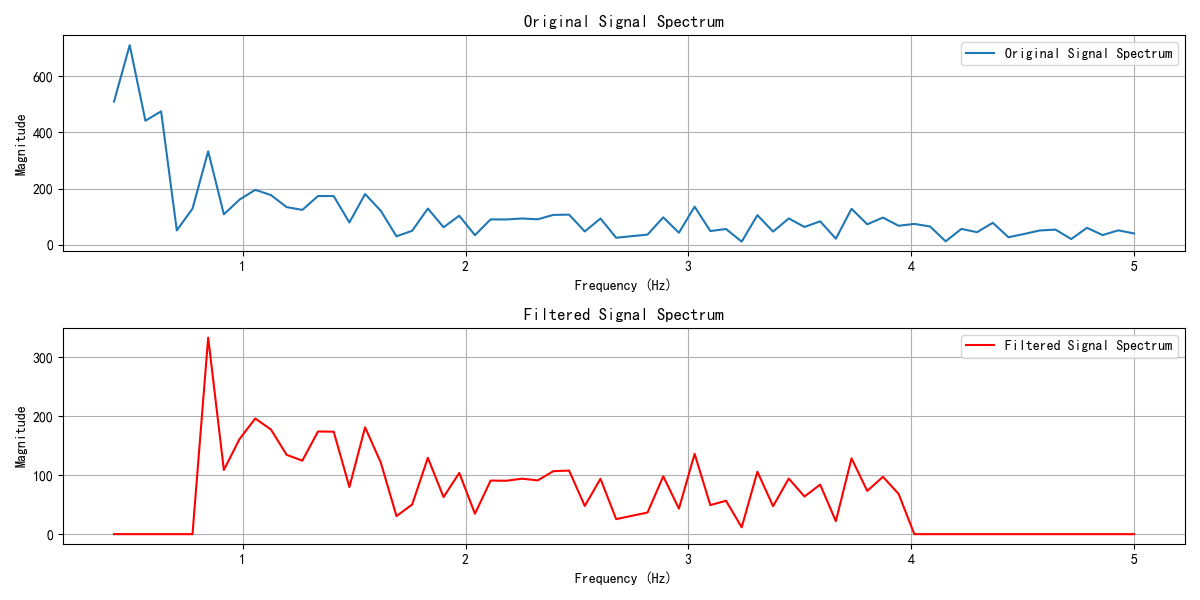 Original Signal Spectrum
Original Signal Spectrum
Magnitude
600
400
200
0
1 2 3 4 5
Frequency (Hz)
Filtered Signal Spectrum
Filtered Signal Spectrum
Magnitude
300
200
100
0
1 2 3 4 5
Frequency (Hz)